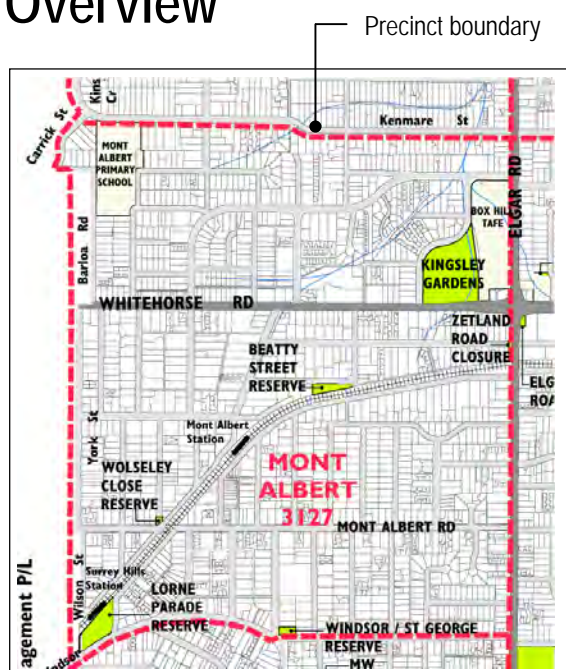 Overview
Precinct boundary
Kins
Cr
Carrick St
Kenmare St
MONT
ALBERT
PRIMARY
SCHOOL
ELGAR RD
BOX HILL
TAFE
Barloa Rd
KINGSLEY
GARDENS
WHITEHORSE RD
ZETLAND
ROAD
CLOSURE
BEATTY
STREET
RESERVE
ELG
ROA
York St
Mont Albert
Station
WOLSELEY
CLOSE
RESERVE
MONT
ALBERT
3127
MONT ALBERT RD
agement P/L
Wilson St
Surrey Hills
Station
LORNE
PARADE
RESERVE
WINDSOR / ST GEORGE
RESERVE
MW
indsor